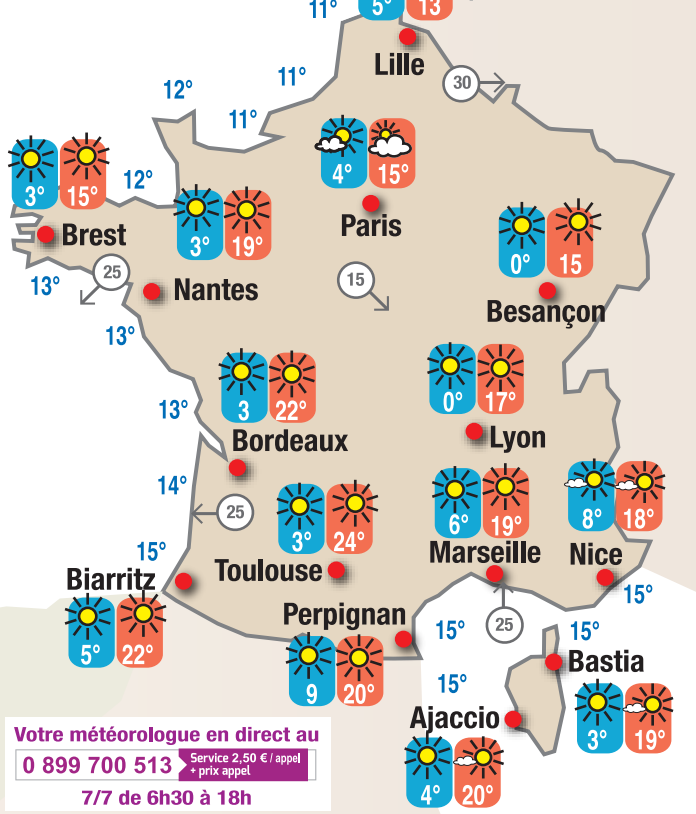 11°
5° 13
Lille
30
11°
12°
11°
4° 15°
Paris
3° 15°
12°
Brest
3° 19°
0° 15
Besançon
13°
25
Nantes
15
13°
3 22°
Bordeaux
0° 17°
Lyon
13°
14°
25
3° 24°
Toulouse
6° 19°
Marseille
8° 18°
Nice
15°
Biarritz
5° 22°
Perpignan
9 20°
15°
25
15°
15°
Bastia
3° 19°
15°
Ajaccio
4° 20°
Votre météorologue en direct au
0 899 700 513 Service 2,50 € / appel
+ prix appel
7/7 de 6h30 à 18h